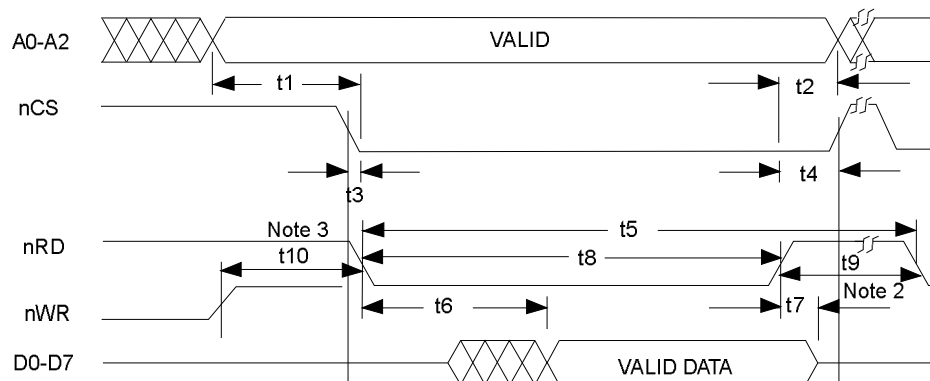 A0-A2
VALID
t1
t2
nCS
t3
t4
Note 3
t5
nRD
t10
t8
t9
Note 2
nWR
t6
t7
D0-D7
VALID DATA